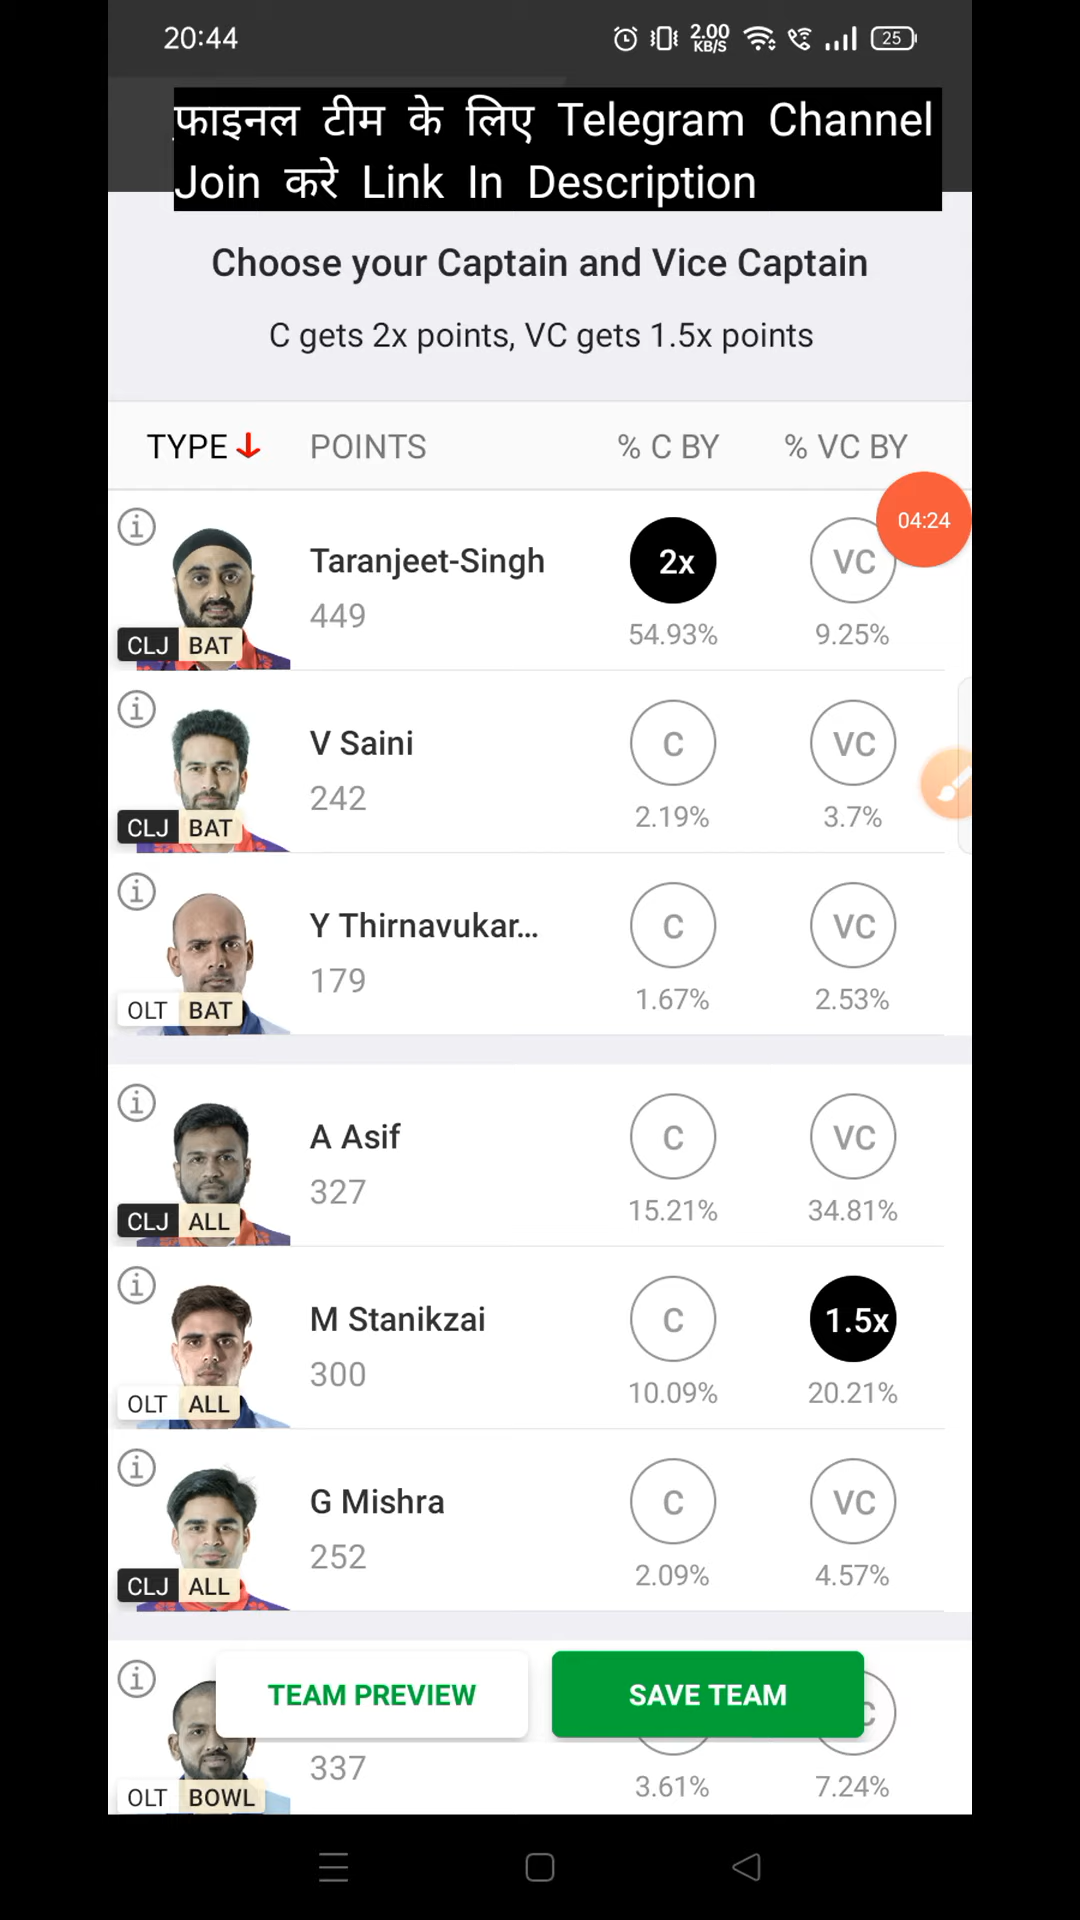 20:44
2.00 KB/S
25
फाइनल टीम के लिए Telegram Channel
Join करे Link In Description
Choose your Captain and Vice Captain
C gets 2x points, VC gets 1.5x points
TYPE POINTS % C BY % VC BY
04:24
Taranjeet-Singh 2x VC
449 54.93% 9.25%
CLJ BAT
V Saini C VC
242 2.19% 3.7%
CLJ BAT
Y Thirnavukar... C VC
179 1.67% 2.53%
OLT BAT
A Asif C VC
327 15.21% 34.81%
CLJ ALL
M Stanikzai C 1.5x
300 10.09% 20.21%
OLT ALL
G Mishra C VC
252 2.09% 4.57%
CLJ ALL
TEAM PREVIEW SAVE TEAM
337 3.61% 7.24%
OLT BOWL